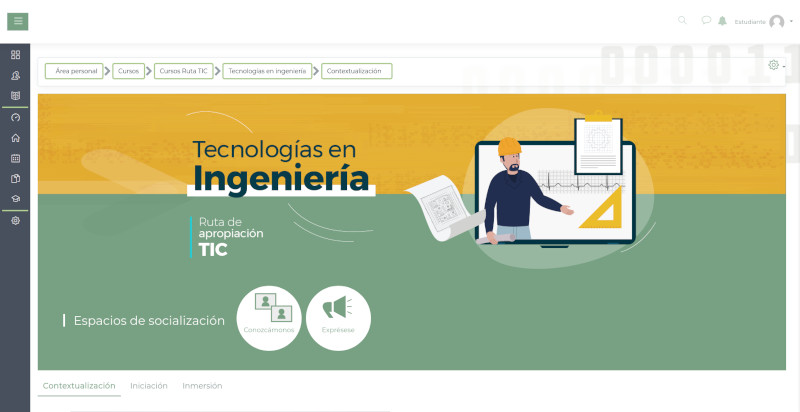 Estudiante
Área personal
Cursos
Cursos Ruta TIC
Tecnologías en ingeniería
Contextualización
Tecnologías en
Ingeniería
Ruta de
apropiación
TIC
Espacios de socialización
Conozcámonos
Exprésese
Contextualización
Iniciación
Inmersión